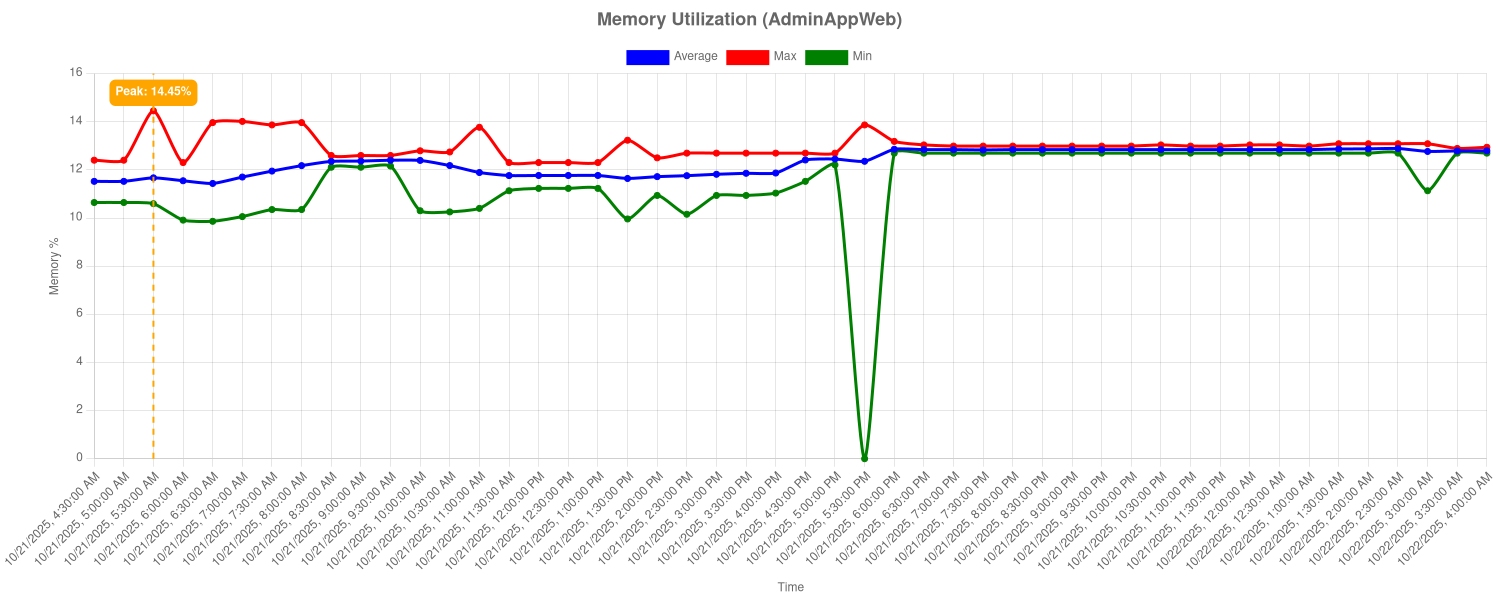 Memory Utilization (AdminAppWeb)
Average Max Min
16
Peak: 14.45%
14
12
10
8
6
4
2
0
Memory %
10/21/2025, 4:30:00 AM
10/21/2025, 5:00:00 AM
10/21/2025, 5:30:00 AM
10/21/2025, 6:00:00 AM
10/21/2025, 6:30:00 AM
10/21/2025, 7:00:00 AM
10/21/2025, 7:30:00 AM
10/21/2025, 8:00:00 AM
10/21/2025, 8:30:00 AM
10/21/2025, 9:00:00 AM
10/21/2025, 9:30:00 AM
10/21/2025, 10:00:00 AM
10/21/2025, 10:30:00 AM
10/21/2025, 11:00:00 AM
10/21/2025, 11:30:00 AM
10/21/2025, 12:00:00 PM
10/21/2025, 12:30:00 PM
10/21/2025, 1:00:00 PM
10/21/2025, 1:30:00 PM
10/21/2025, 2:00:00 PM
10/21/2025, 2:30:00 PM
10/21/2025, 3:00:00 PM
10/21/2025, 3:30:00 PM
10/21/2025, 4:00:00 PM
10/21/2025, 4:30:00 PM
10/21/2025, 5:00:00 PM
10/21/2025, 5:30:00 PM
10/21/2025, 6:00:00 PM
10/21/2025, 6:30:00 PM
10/21/2025, 7:00:00 PM
10/21/2025, 7:30:00 PM
10/21/2025, 8:00:00 PM
10/21/2025, 8:30:00 PM
10/21/2025, 9:00:00 PM
10/21/2025, 9:30:00 PM
10/21/2025, 10:00:00 PM
10/21/2025, 10:30:00 PM
10/21/2025, 11:00:00 PM
10/21/2025, 11:30:00 PM
10/22/2025, 12:00:00 AM
10/22/2025, 12:30:00 AM
10/22/2025, 1:00:00 AM
10/22/2025, 1:30:00 AM
10/22/2025, 2:00:00 AM
10/22/2025, 2:30:00 AM
10/22/2025, 3:00:00 AM
10/22/2025, 3:30:00 AM
10/22/2025, 4:00:00 AM
Time